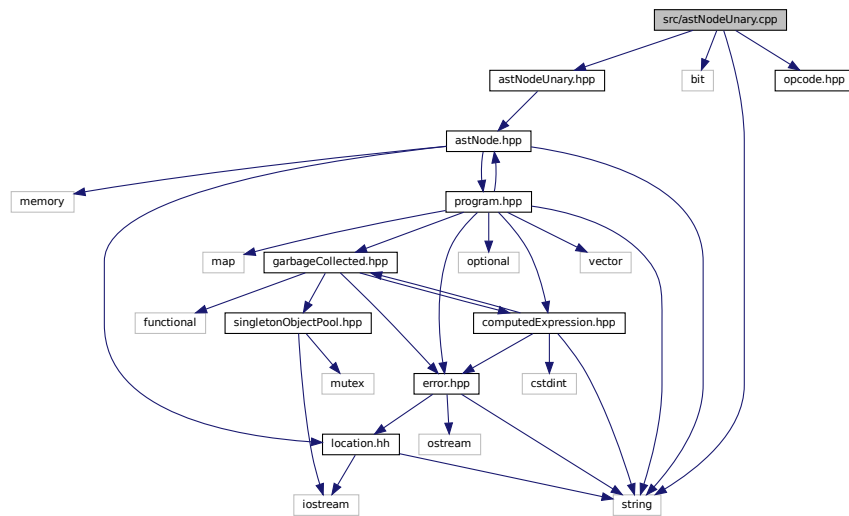 src/astNodeUnary.cpp
astNodeUnary.hpp
bit
opcode.hpp
astNode.hpp
memory
program.hpp
map
garbageCollected.hpp
optional
vector
functional
singletonObjectPool.hpp
computedExpression.hpp
mutex
error.hpp
cstdint
location.hh
ostream
iostream
string